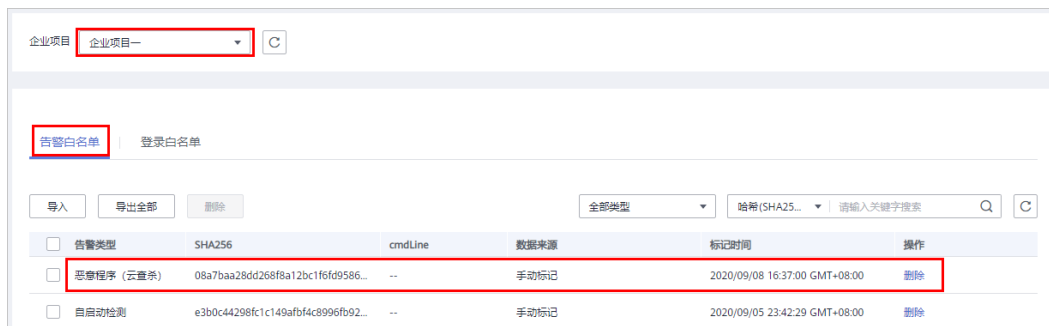 企业项目 企业项目一
告警白名单 登录白名单
导入 导出全部 删除 全部类型 哈希(SHA25... 请输入关键字搜索
告警类型 SHA256 cmdLine 数据来源 标记时间 操作
恶意程序（云查杀） 08a7baa28dd268f8a12bc1f6fd9586... -- 手动标记 2020/09/08 16:37:00 GMT+08:00 删除
自启动检测 e3b0c44298fc1c149afbf4c8996fb92... -- 手动标记 2020/09/05 23:42:29 GMT+08:00 删除